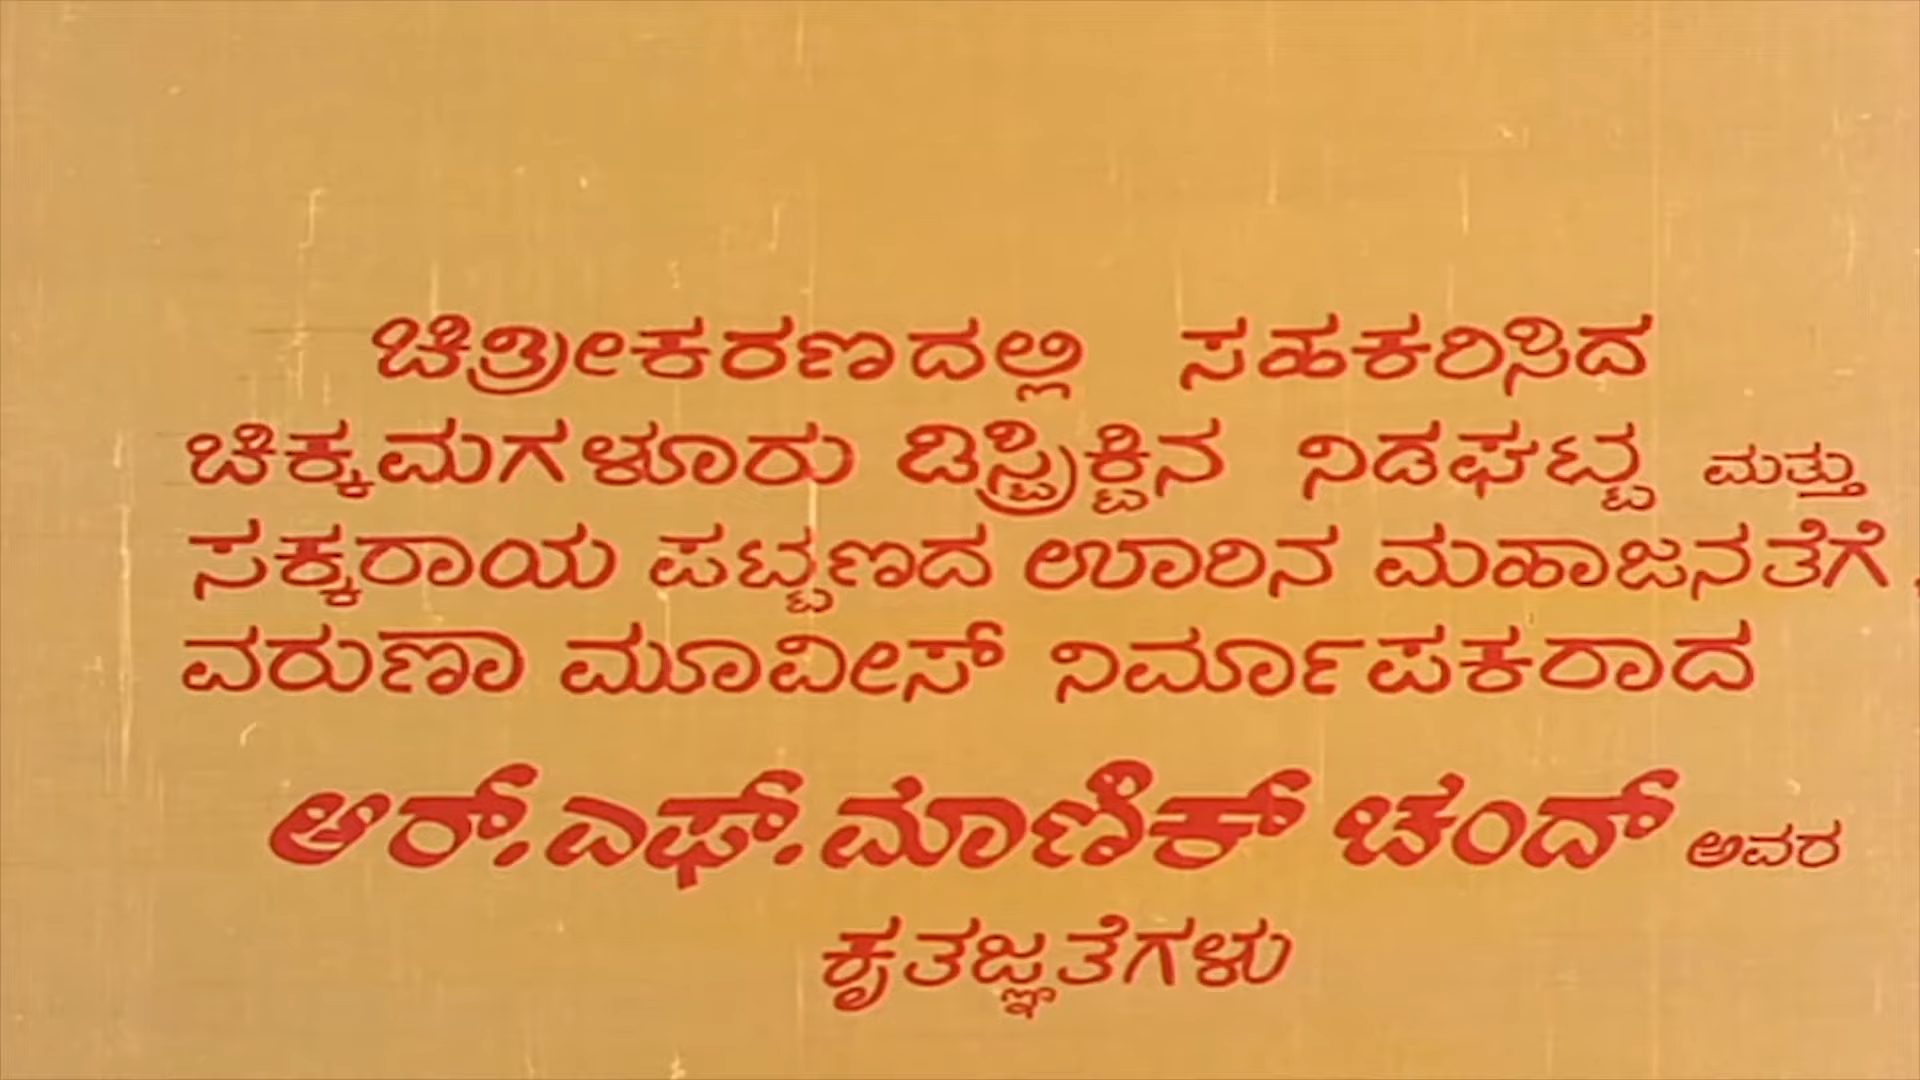 ಚಿತ್ರೀಕರಣದಲ್ಲಿ ಸಹಕರಿಸಿದ
ಚಿಕ್ಕಮಗಳೂರು ಡಿಸ್ಟ್ರಿಕ್ಟಿನ ನಿಡಘಟ್ಟ ಮತ್ತು
ಸಕ್ಕರಾಯ ಪಟ್ಟಣದ ಊರಿನ ಮಹಾಜನತೆಗೆ,
ವರುಣಾ ಮೂವೀಸ್ ನಿರ್ಮಾಪಕರಾದ
ಆರ್.ಎಫ್.ಮಾಣಿಕ್ ಚಂದ್ ಅವರ
ಕೃತಜ್ಞತೆಗಳು